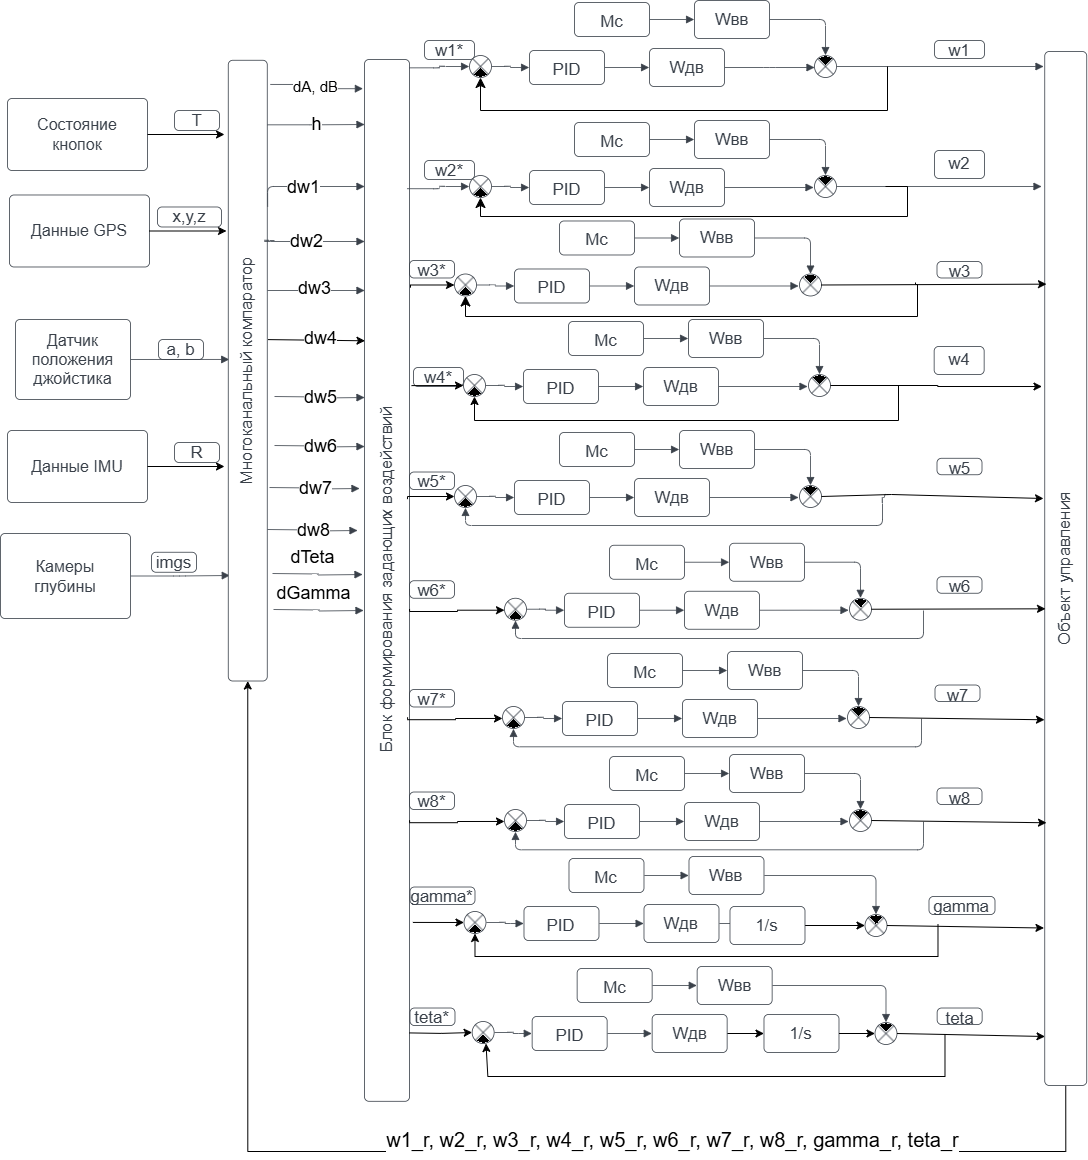 Состояние
кнопок
T
Данные GPS
x,y,z
Датчик
положения
джойстика
a, b
Данные IMU
R
Камеры
глубины
imgs
Многоканальный компаратор
dA, dB
h
dw1
dw2
dw3
dw4
dw5
dw6
dw7
dw8
dTeta
dGamma
Блок формирования задающих воздействий
Mc
Wвв
w1*
PID
Wдв
w1
Mc
Wвв
w2*
PID
Wдв
w2
Mc
Wвв
w3*
PID
Wдв
w3
Mc
Wвв
w4*
PID
Wдв
w4
Mc
Wвв
w5*
PID
Wдв
w5
Mc
Wвв
w6*
PID
Wдв
w6
Mc
Wвв
w7*
PID
Wдв
w7
Mc
Wвв
w8*
PID
Wдв
w8
Mc
Wвв
gamma*
PID
Wдв
1/s
gamma
Mc
Wвв
teta*
PID
Wдв
1/s
teta
Объект управления
w1_r, w2_r, w3_r, w4_r, w5_r, w6_r, w7_r, w8_r, gamma_r, teta_r